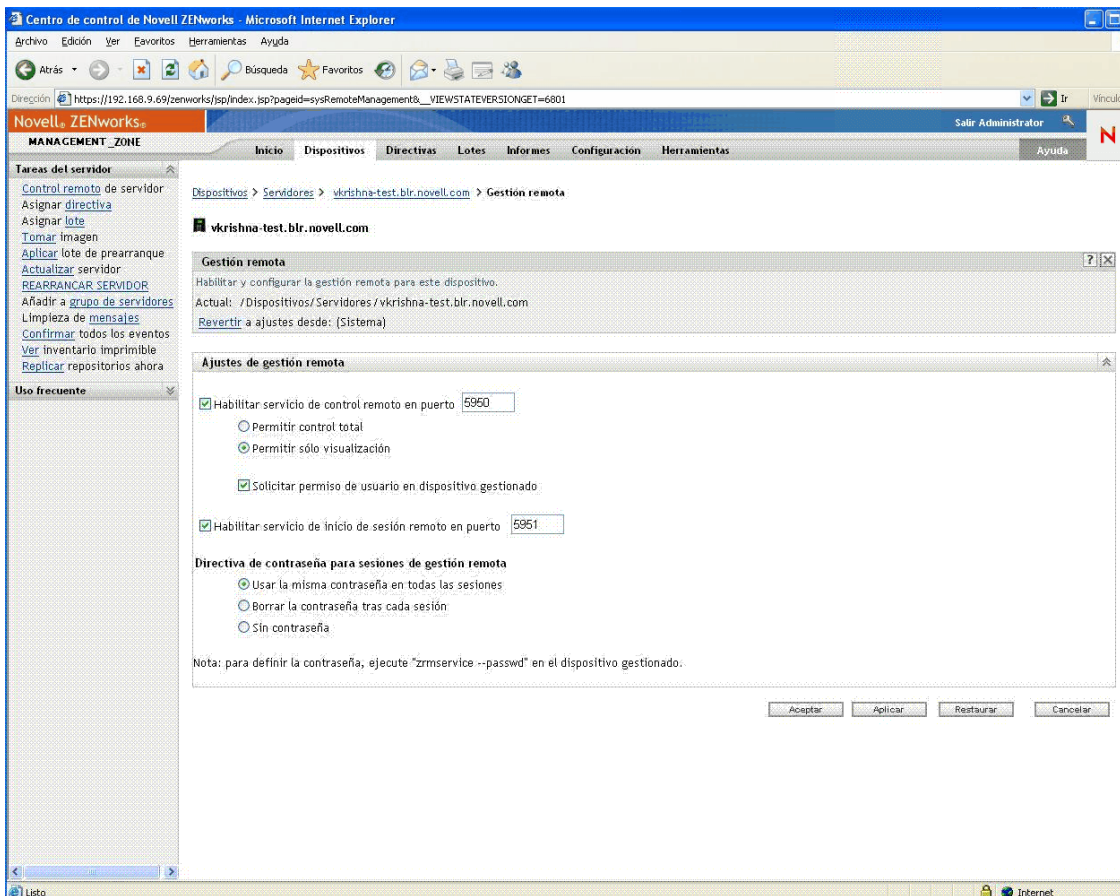 Centro de control de Novell ZENworks - Microsoft Internet Explorer
Archivo Edición Ver Favoritos Herramientas Ayuda
Atrás Búsqueda Favoritos
Dirección https://192.168.9.69/zenworks/jsp/index.jsp?pageid=sysRemoteManagement&__VIEWSTATEVERSIONGET=6801 Ir Vínculo
Novell® ZENworks® Salir Administrator N
MANAGEMENT_ZONE
Inicio Dispositivos Directivas Lotes Informes Configuración Herramientas Ayuda
Tareas del servidor
Control remoto de servidor
Asignar directiva
Asignar lote
Tomar imagen
Aplicar lote de prearranque
Actualizar servidor
REARRANCAR SERVIDOR
Añadir a grupo de servidores
Limpieza de mensajes
Confirmar todos los eventos
Ver inventario imprimible
Replicar repositorios ahora
Uso frecuente
Dispositivos > Servidores > vkrishna-test.blr.novell.com > Gestión remota
vkrishna-test.blr.novell.com
Gestión remota ? X
Habilitar y configurar la gestión remota para este dispositivo.
Actual: /Dispositivos/Servidores/vkrishna-test.blr.novell.com
Revertir a ajustes desde: (Sistema)
Ajustes de gestión remota
Habilitar servicio de control remoto en puerto 5950
Permitir control total
Permitir sólo visualización
Solicitar permiso de usuario en dispositivo gestionado
Habilitar servicio de inicio de sesión remoto en puerto 5951
Directiva de contraseña para sesiones de gestión remota
Usar la misma contraseña en todas las sesiones
Borrar la contraseña tras cada sesión
Sin contraseña
Nota: para definir la contraseña, ejecute "zrmservice --passwd" en el dispositivo gestionado.
Aceptar Aplicar Restaurar Cancelar
Listo Internet